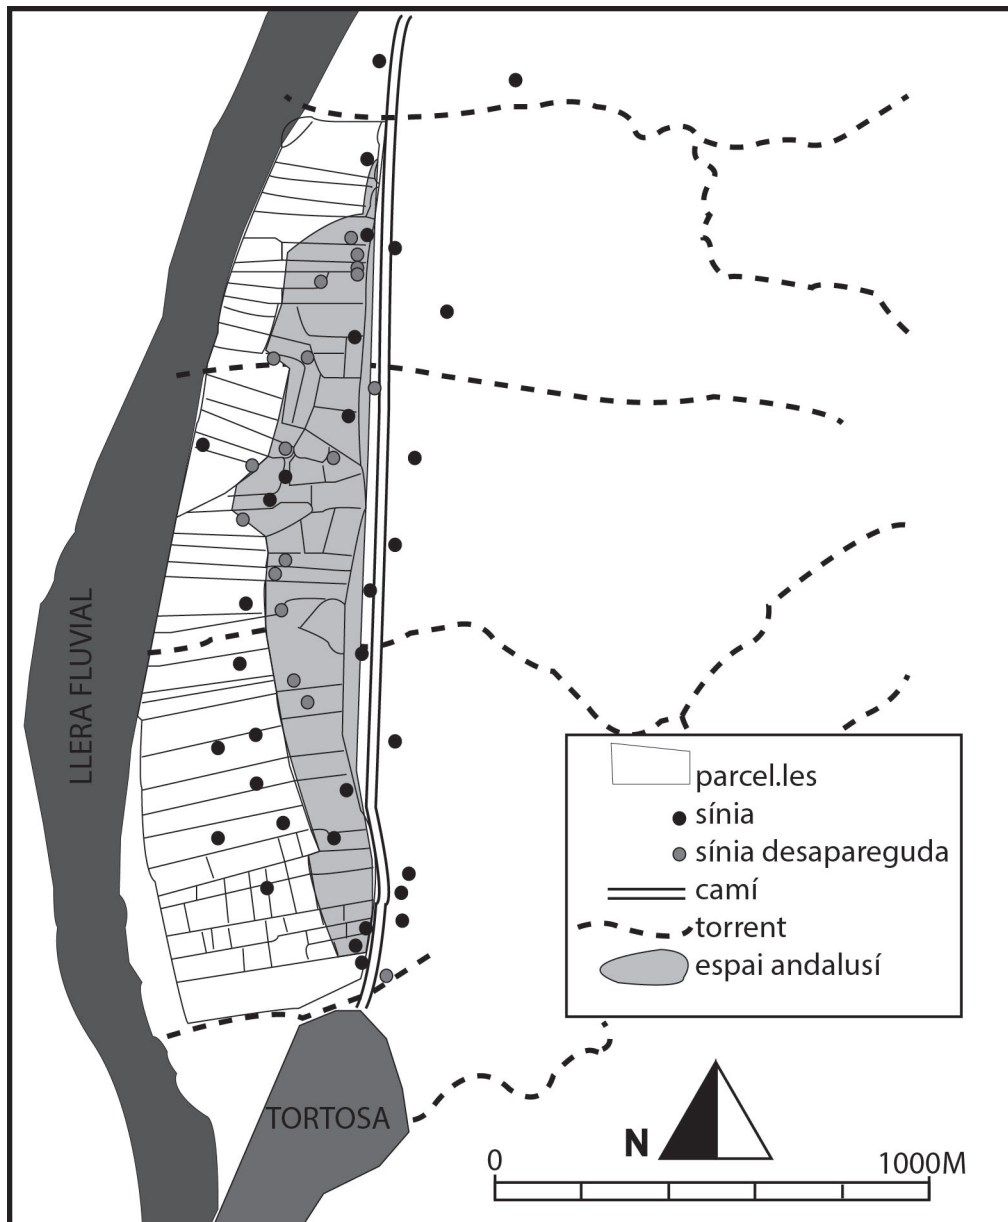 LLERA FLUVIAL
parcel.les
sínia
sínia desapareguda
camí
torrent
espai andalusí
TORTOSA
N
0
1000M